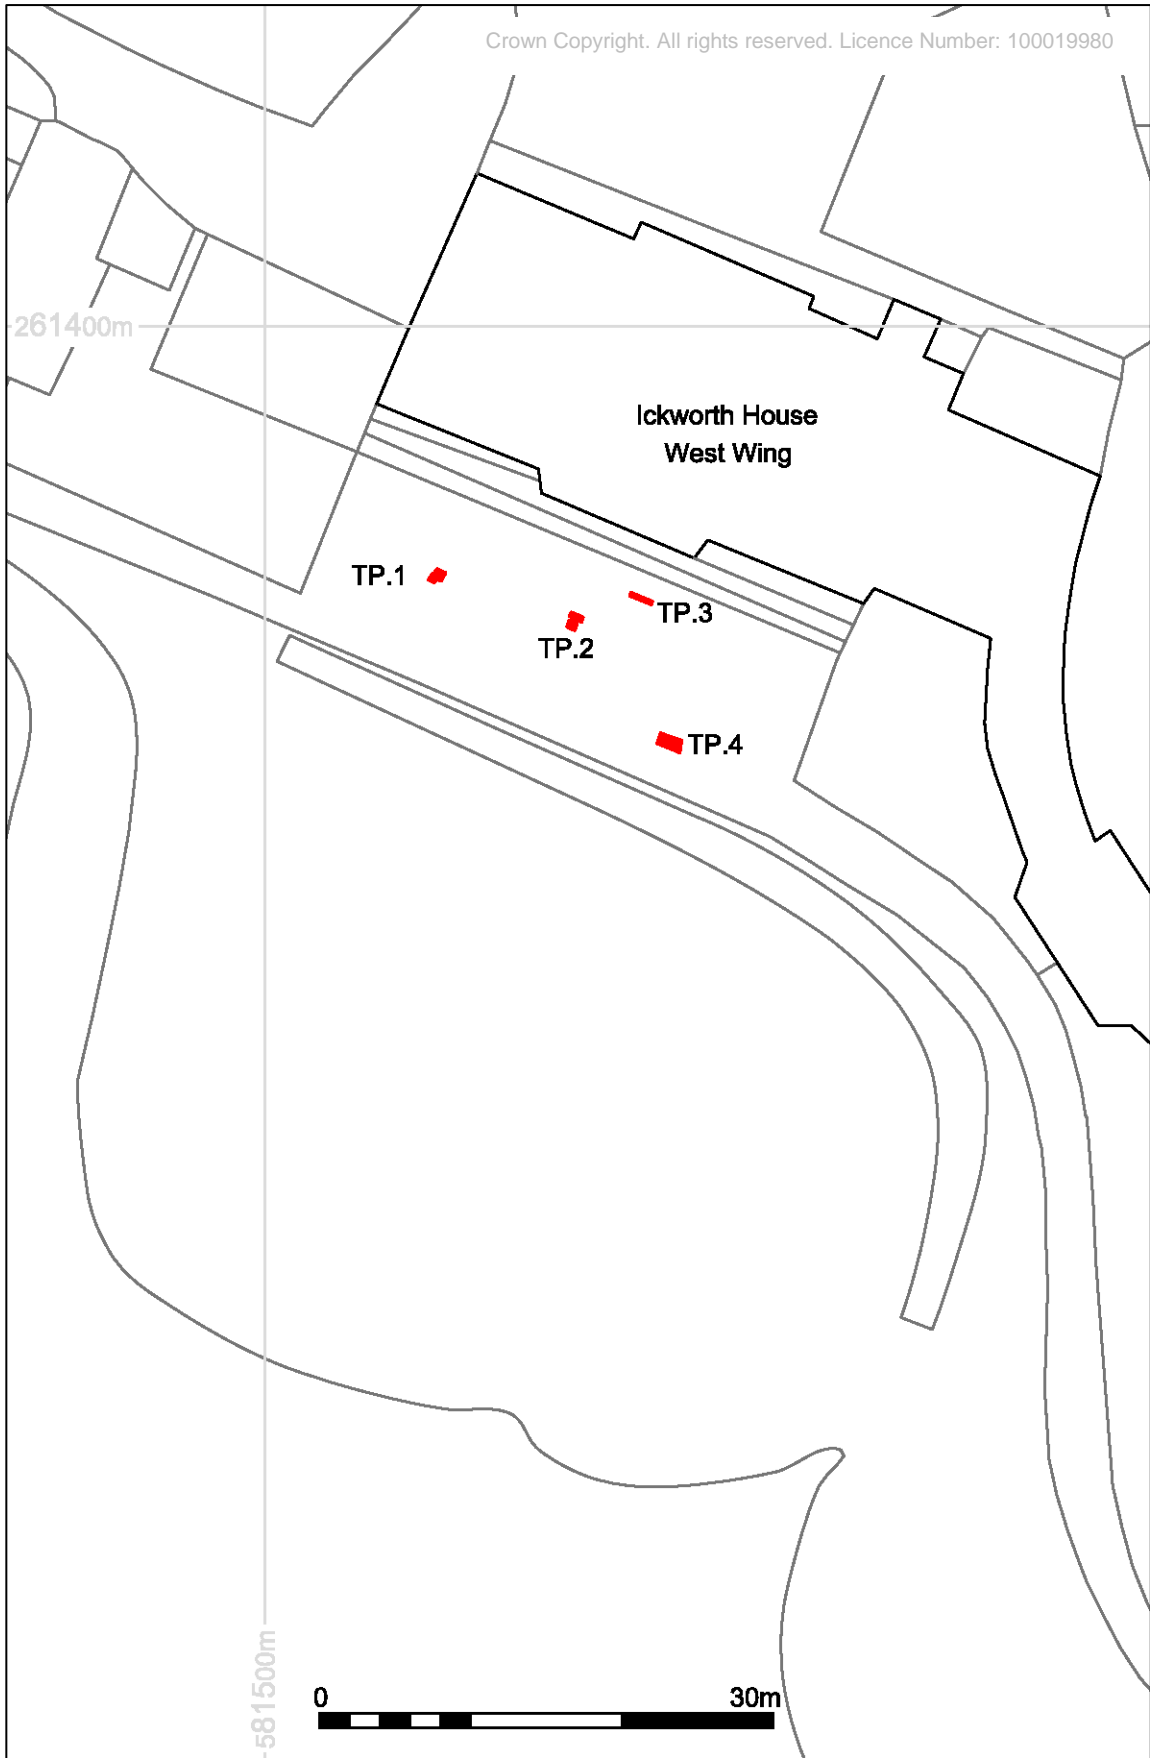 Crown Copyright. All rights reserved. Licence Number: 100019980
261400m
Ickworth House
West Wing
TP.1
TP.3
TP.2
TP.4
581500m
0 30m